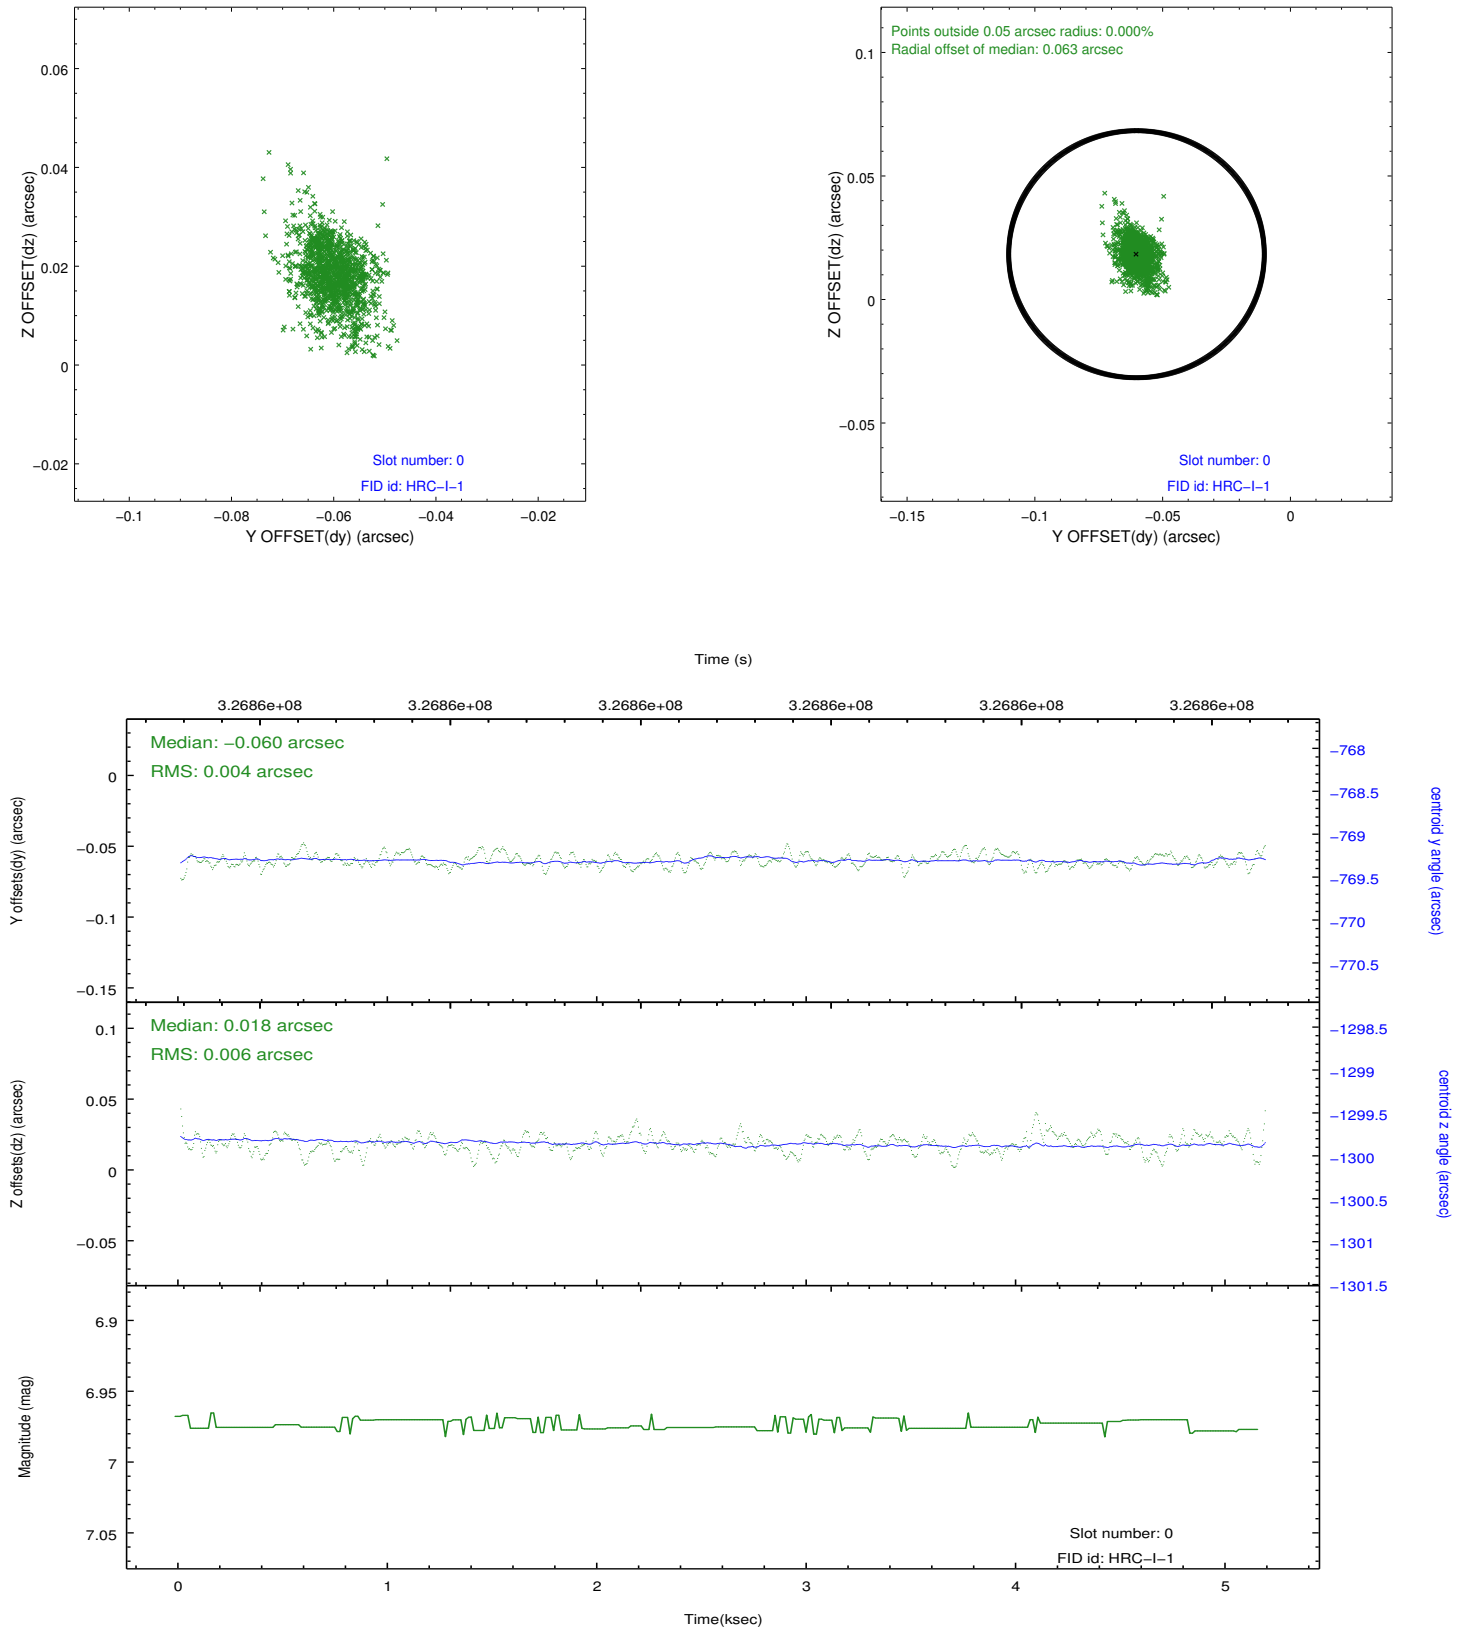 0.06
0.04
0.02
0
−0.02
Z OFFSET(dz) (arcsec)
Slot number: 0
FID id: HRC−I−1
−0.1
−0.08
−0.06
−0.04
−0.02
Y OFFSET(dy) (arcsec)
Points outside 0.05 arcsec radius: 0.000%
Radial offset of median: 0.063 arcsec
0.1
0.05
0
−0.05
Z OFFSET(dz) (arcsec)
Slot number: 0
FID id: HRC−I−1
−0.15
−0.1
−0.05
0
Y OFFSET(dy) (arcsec)
Time (s)
3.2686e+08
3.2686e+08
3.2686e+08
3.2686e+08
3.2686e+08
3.2686e+08
Median: −0.060 arcsec
RMS: 0.004 arcsec
0
−0.05
−0.1
−0.15
Y offsets(dy) (arcsec)
−768
−768.5
−769
−769.5
−770
−770.5
centroid y angle (arcsec)
Median: 0.018 arcsec
RMS: 0.006 arcsec
0.1
0.05
0
−0.05
Z offsets(dz) (arcsec)
−1298.5
−1299
−1299.5
−1300
−1300.5
−1301
−1301.5
centroid z angle (arcsec)
6.9
6.95
7
7.05
Magnitude (mag)
Slot number: 0
FID id: HRC−I−1
0
1
2
3
4
5
Time(ksec)